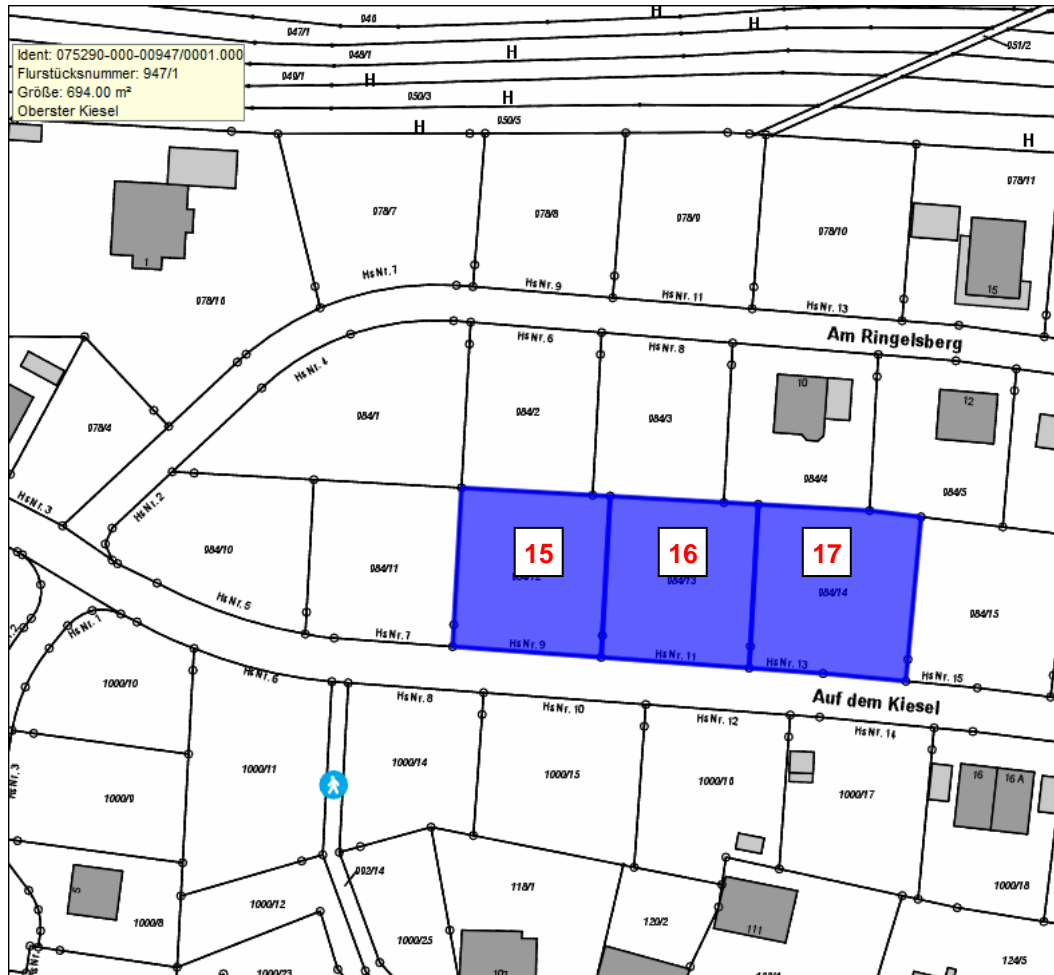 946
H
947/1
H
951/2
Ident: 075290-000-00947/0001.000
Flurstücksnummer: 947/1
Größe: 694.00 m²
Oberster Kiesel
948/1
H
949/1
H
950/3
H
950/5
H
H
978/11
978/7
978/8
978/9
978/10
1
HsNr. 7
HsNr. 9
HsNr. 11
HsNr. 13
15
978/16
Am Ringelsberg
HsNr. 4
HsNr. 6
HsNr. 8
10
12
978/4
984/1
984/2
984/3
984/4
984/5
HsNr. 3
HsNr. 2
15
16
17
984/10
984/11
984/12
984/13
984/14
984/15
HsNr. 5
HsNr. 7
HsNr. 9
HsNr. 11
HsNr. 13
HsNr. 15
HsNr. 1
HsNr. 6
HsNr. 8
HsNr. 10
HsNr. 12
Auf dem Kiesel
HsNr. 14
1000/10
1000/11
1000/14
1000/15
1000/16
1000/17
16
16 A
HsNr. 3
1000/9
992/14
5
118/1
1000/18
1000/8
1000/12
120/2
111
1000/25
124/5
1000/23